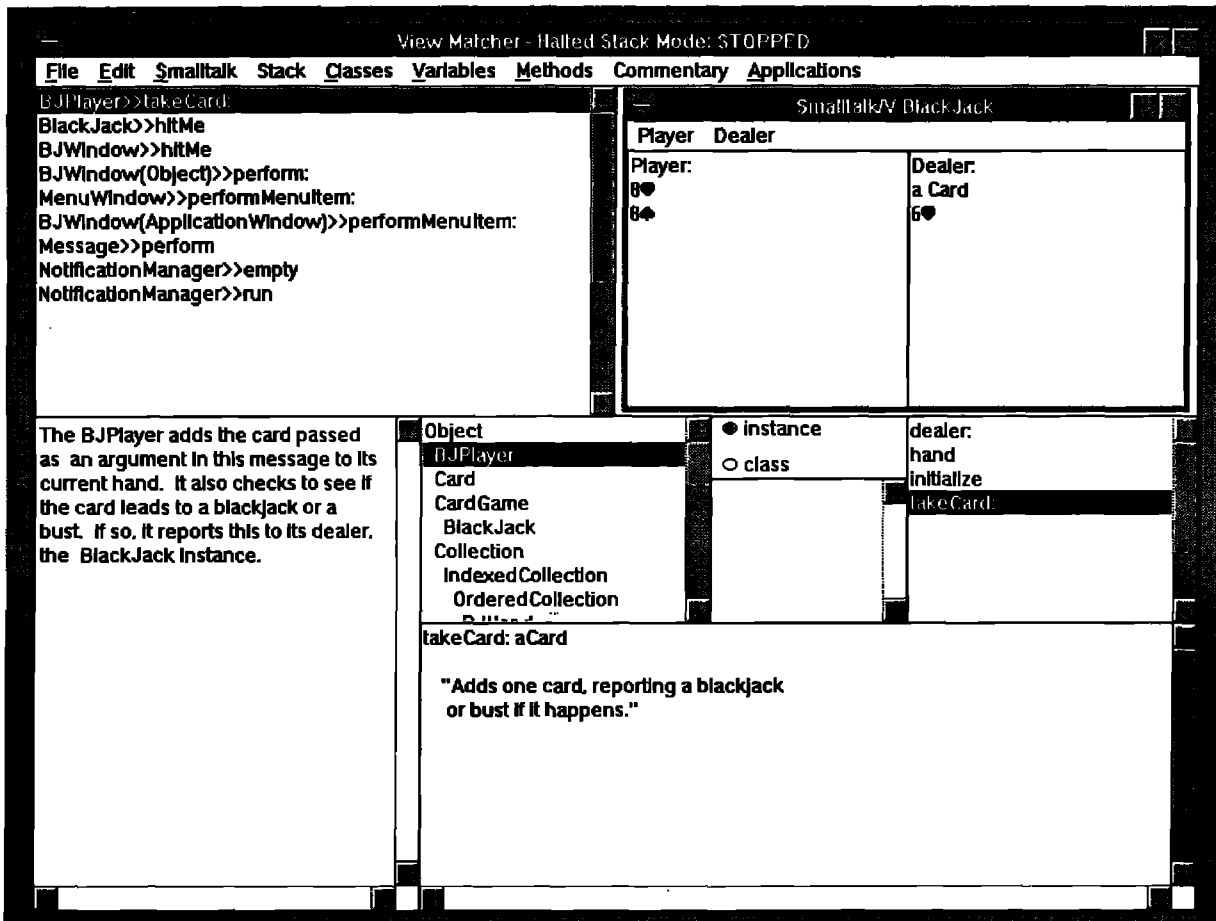 View Matcher - Halted Stack Mode: STOPPED
File Edit Smalltalk Stack Classes Variables Methods Commentary Applications
BJPlayer>>takeCard:
BlackJack>>hitMe
BJWindow>>hitMe
BJWindow(Object)>>perform:
MenuWindow>>performMenuItem:
BJWindow(ApplicationWindow)>>performMenuItem:
Message>>perform
NotificationManager>>empty
NotificationManager>>run
Smalltalk/V BlackJack
Player Dealer
Player:
Dealer:
a Card
6♥
The BJPlayer adds the card passed
as an argument in this message to its
current hand. It also checks to see if
the card leads to a blackjack or a
bust. If so, it reports this to its dealer,
the BlackJack instance.
Object
BJPlayer
Card
CardGame
BlackJack
Collection
IndexedCollection
OrderedCollection
instance
class
dealer:
hand
initialize
takeCard:
takeCard: aCard
"Adds one card, reporting a blackjack
or bust if it happens."